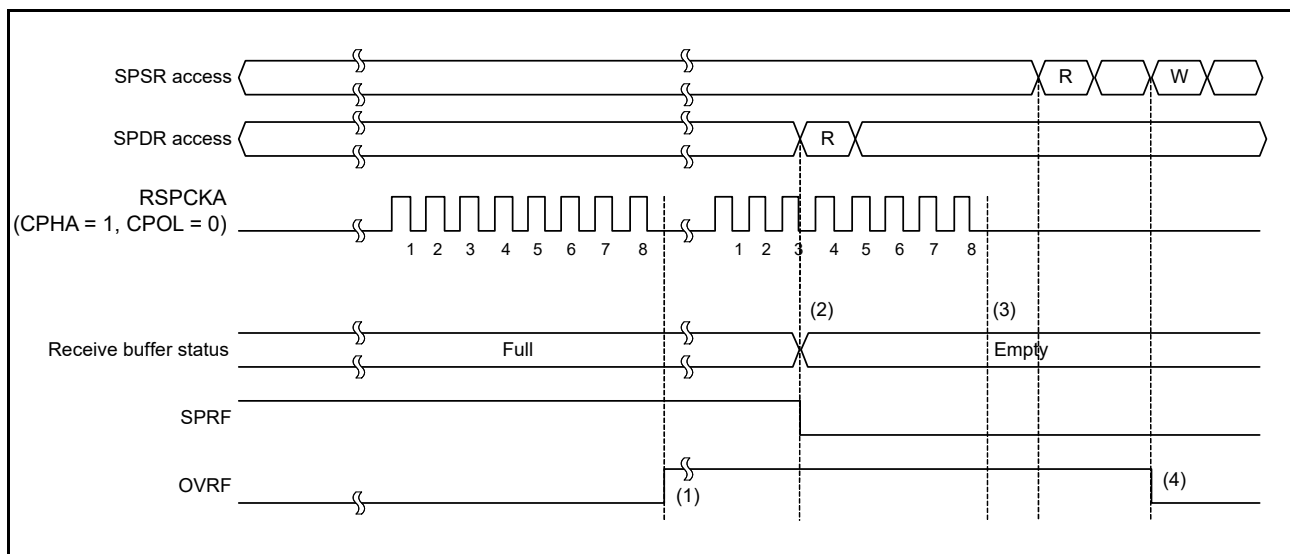 SPSR access
R
W
SPDR access
R
RSPCKA
(CPHA = 1, CPOL = 0)
1 2 3 4 5 6 7 8
1 2 3 4 5 6 7 8
(2)
(3)
Receive buffer status
Full
Empty
SPRF
OVRF
(1)
(4)